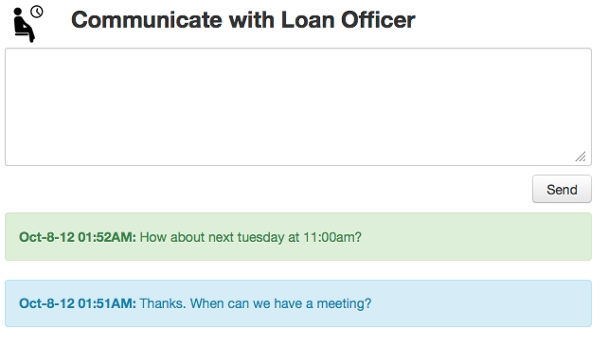 Communicate with Loan Officer
Send
Oct-8-12 01:52AM: How about next tuesday at 11:00am?
Oct-8-12 01:51AM: Thanks. When can we have a meeting?